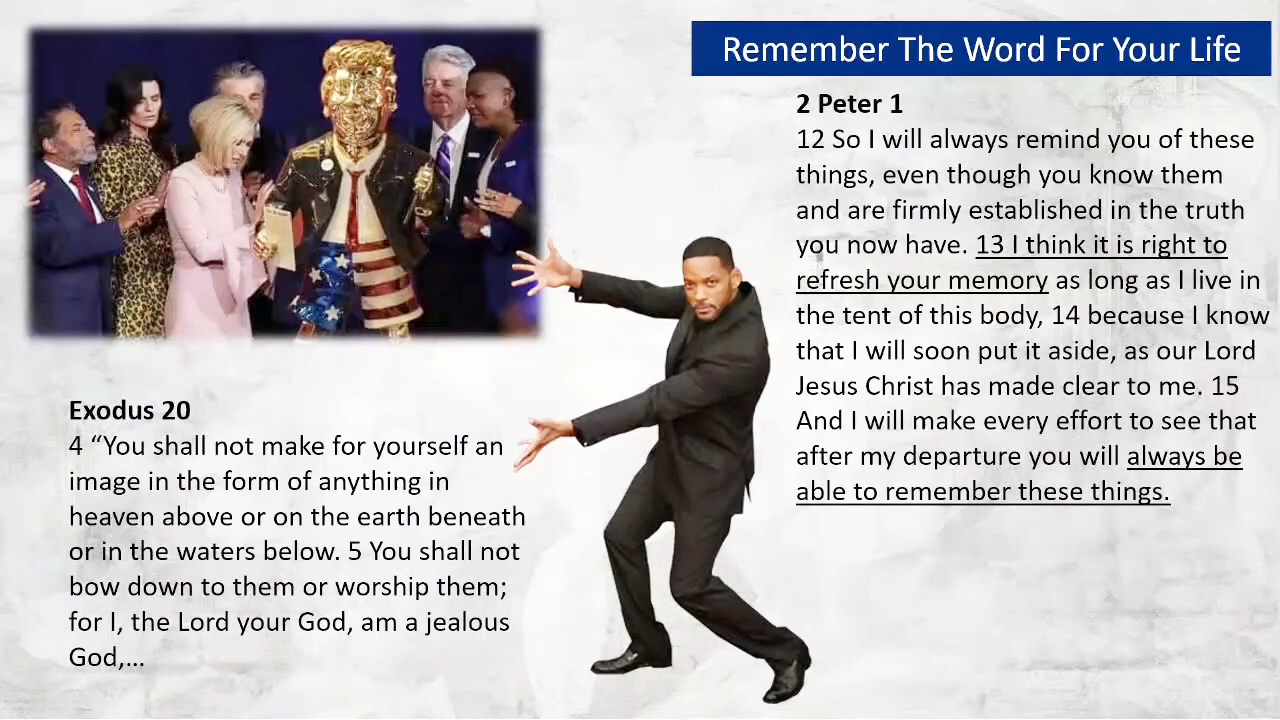 Remember The Word For Your Life
2 Peter 1
12 So I will always remind you of these
things, even though you know them
and are firmly established in the truth
you now have. 13 I think it is right to
refresh your memory as long as I live in
the tent of this body, 14 because I know
that I will soon put it aside, as our Lord
Jesus Christ has made clear to me. 15
And I will make every effort to see that
after my departure you will always be
able to remember these things.
Exodus 20
4 “You shall not make for yourself an
image in the form of anything in
heaven above or on the earth beneath
or in the waters below. 5 You shall not
bow down to them or worship them;
for I, the Lord your God, am a jealous
God,...